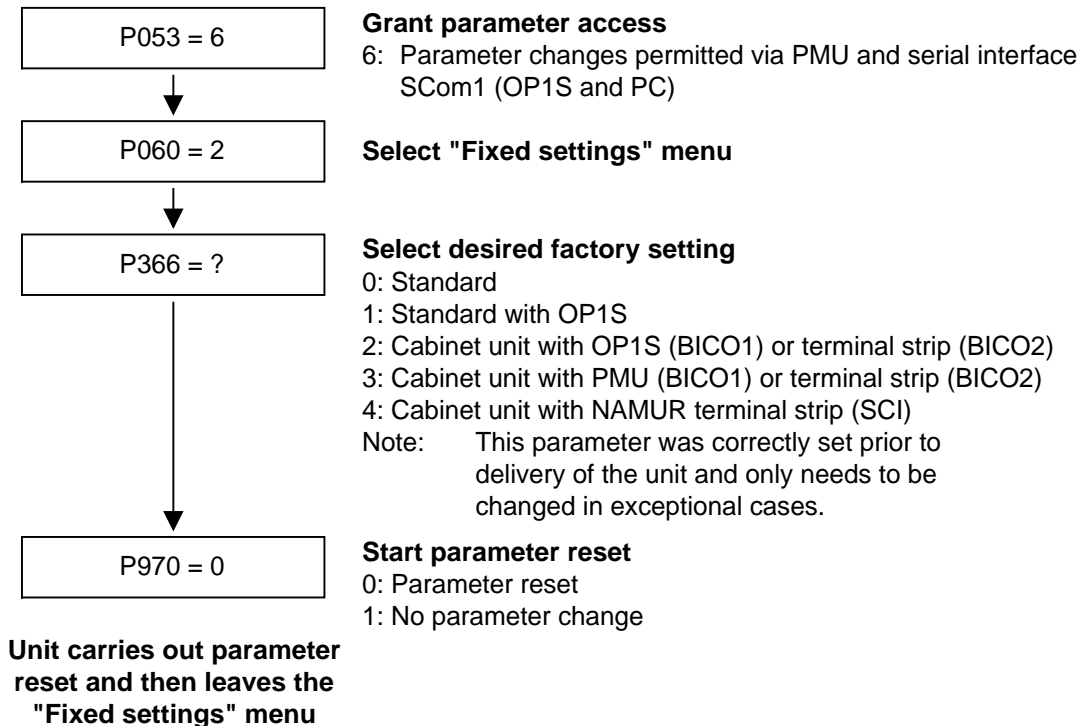 P053 = 6
Grant parameter access
6: Parameter changes permitted via PMU and serial interface
SCom1 (OP1S and PC)
P060 = 2
Select "Fixed settings" menu
P366 = ?
Select desired factory setting
0: Standard
1: Standard with OP1S
2: Cabinet unit with OP1S (BICO1) or terminal strip (BICO2)
3: Cabinet unit with PMU (BICO1) or terminal strip (BICO2)
4: Cabinet unit with NAMUR terminal strip (SCI)
Note: This parameter was correctly set prior to
delivery of the unit and only needs to be
changed in exceptional cases.
P970 = 0
Start parameter reset
0: Parameter reset
1: No parameter change
Unit carries out parameter
reset and then leaves the
"Fixed settings" menu